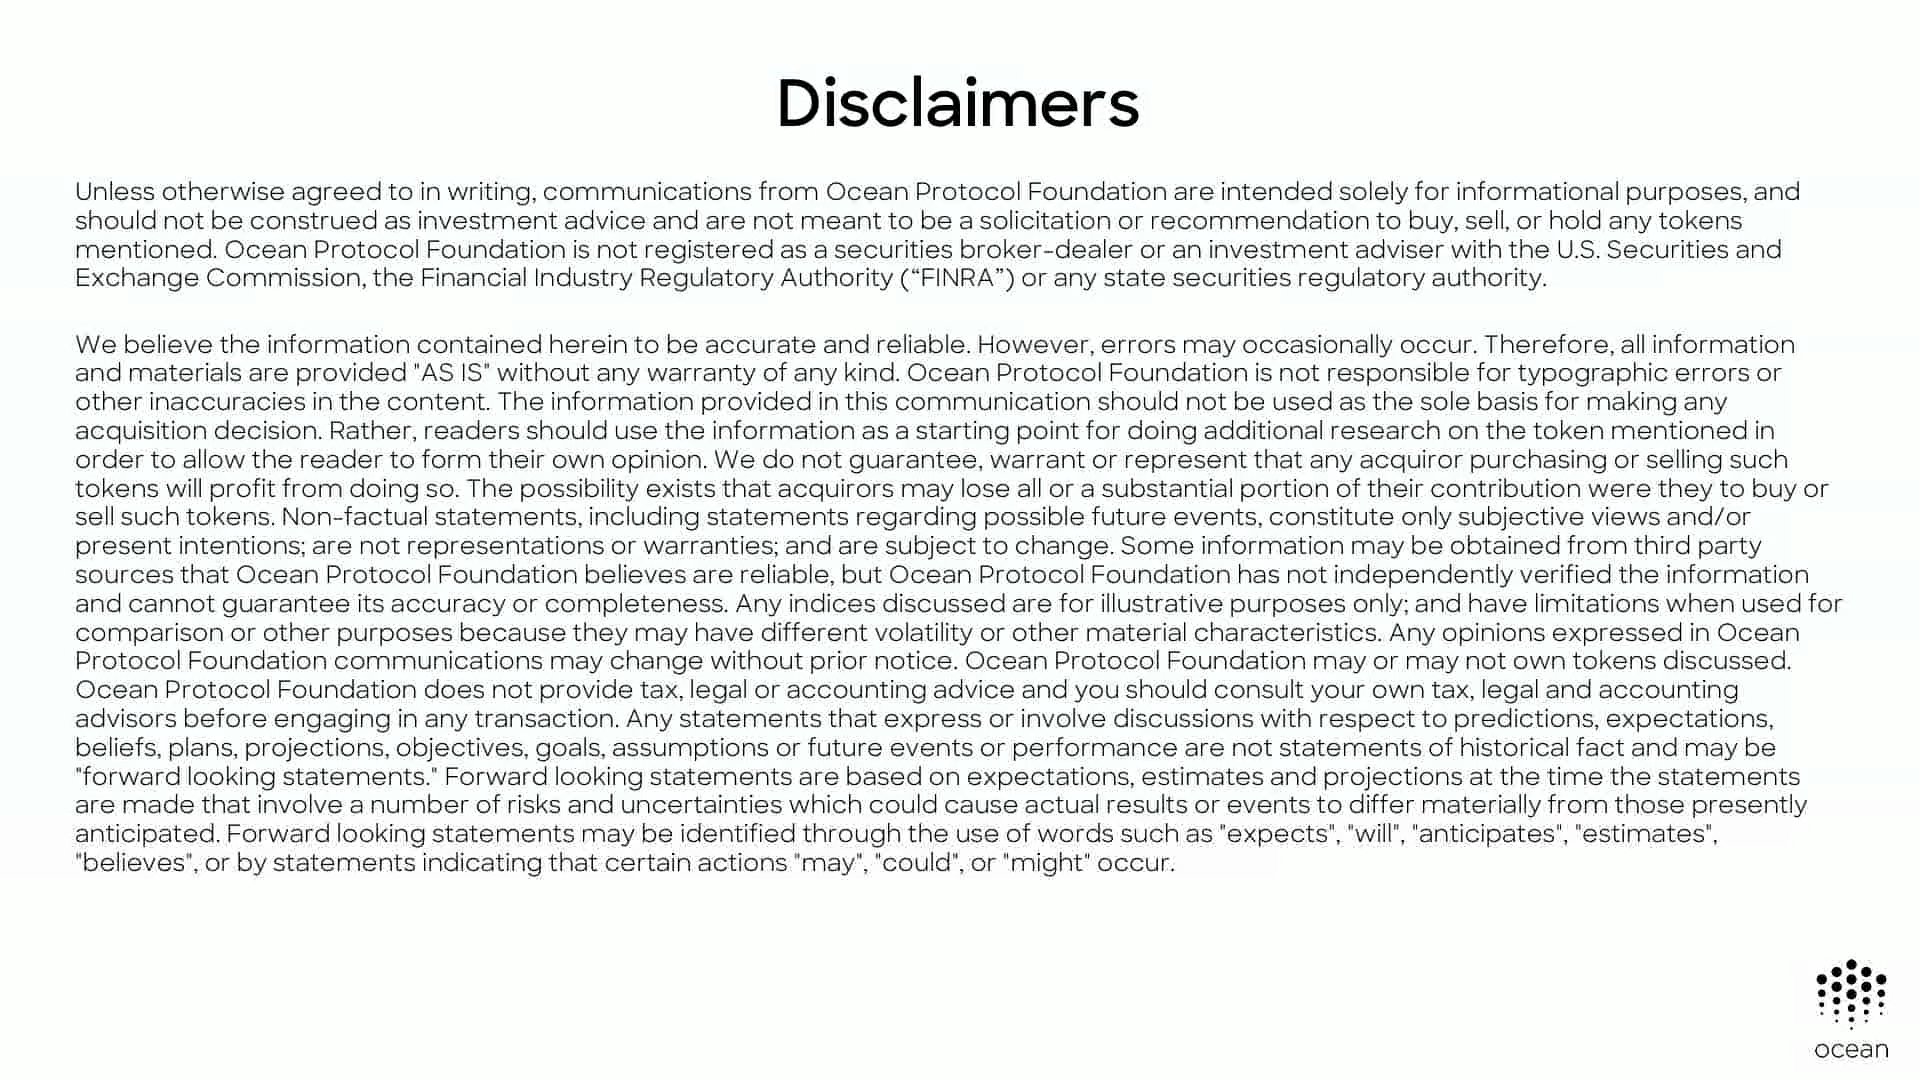 Disclaimers
Unless otherwise agreed to in writing, communications from Ocean Protocol Foundation are intended solely for informational purposes, and
should not be construed as investment advice and are not meant to be a solicitation or recommendation to buy, sell, or hold any tokens
mentioned. Ocean Protocol Foundation is not registered as a securities broker-dealer or an investment adviser with the U.S. Securities and
Exchange Commission, the Financial Industry Regulatory Authority (“FINRA”) or any state securities regulatory authority.
We believe the information contained herein to be accurate and reliable. However, errors may occasionally occur. Therefore, all information
and materials are provided "AS IS" without any warranty of any kind. Ocean Protocol Foundation is not responsible for typographic errors or
other inaccuracies in the content. The information provided in this communication should not be used as the sole basis for making any
acquisition decision. Rather, readers should use the information as a starting point for doing additional research on the token mentioned in
order to allow the reader to form their own opinion. We do not guarantee, warrant or represent that any acquiror purchasing or selling such
tokens will profit from doing so. The possibility exists that acquirors may lose all or a substantial portion of their contribution were they to buy or
sell such tokens. Non-factual statements, including statements regarding possible future events, constitute only subjective views and/or
present intentions; are not representations or warranties; and are subject to change. Some information may be obtained from third party
sources that Ocean Protocol Foundation believes are reliable, but Ocean Protocol Foundation has not independently verified the information
and cannot guarantee its accuracy or completeness. Any indices discussed are for illustrative purposes only; and have limitations when used for
comparison or other purposes because they may have different volatility or other material characteristics. Any opinions expressed in Ocean
Protocol Foundation communications may change without prior notice. Ocean Protocol Foundation may or may not own tokens discussed.
Ocean Protocol Foundation does not provide tax, legal or accounting advice and you should consult your own tax, legal and accounting
advisors before engaging in any transaction. Any statements that express or involve discussions with respect to predictions, expectations,
beliefs, plans, projections, objectives, goals, assumptions or future events or performance are not statements of historical fact and may be
"forward looking statements." Forward looking statements are based on expectations, estimates and projections at the time the statements
are made that involve a number of risks and uncertainties which could cause actual results or events to differ materially from those presently
anticipated. Forward looking statements may be identified through the use of words such as "expects", "will", "anticipates", "estimates",
"believes", or by statements indicating that certain actions "may", "could", or "might" occur.
ocean